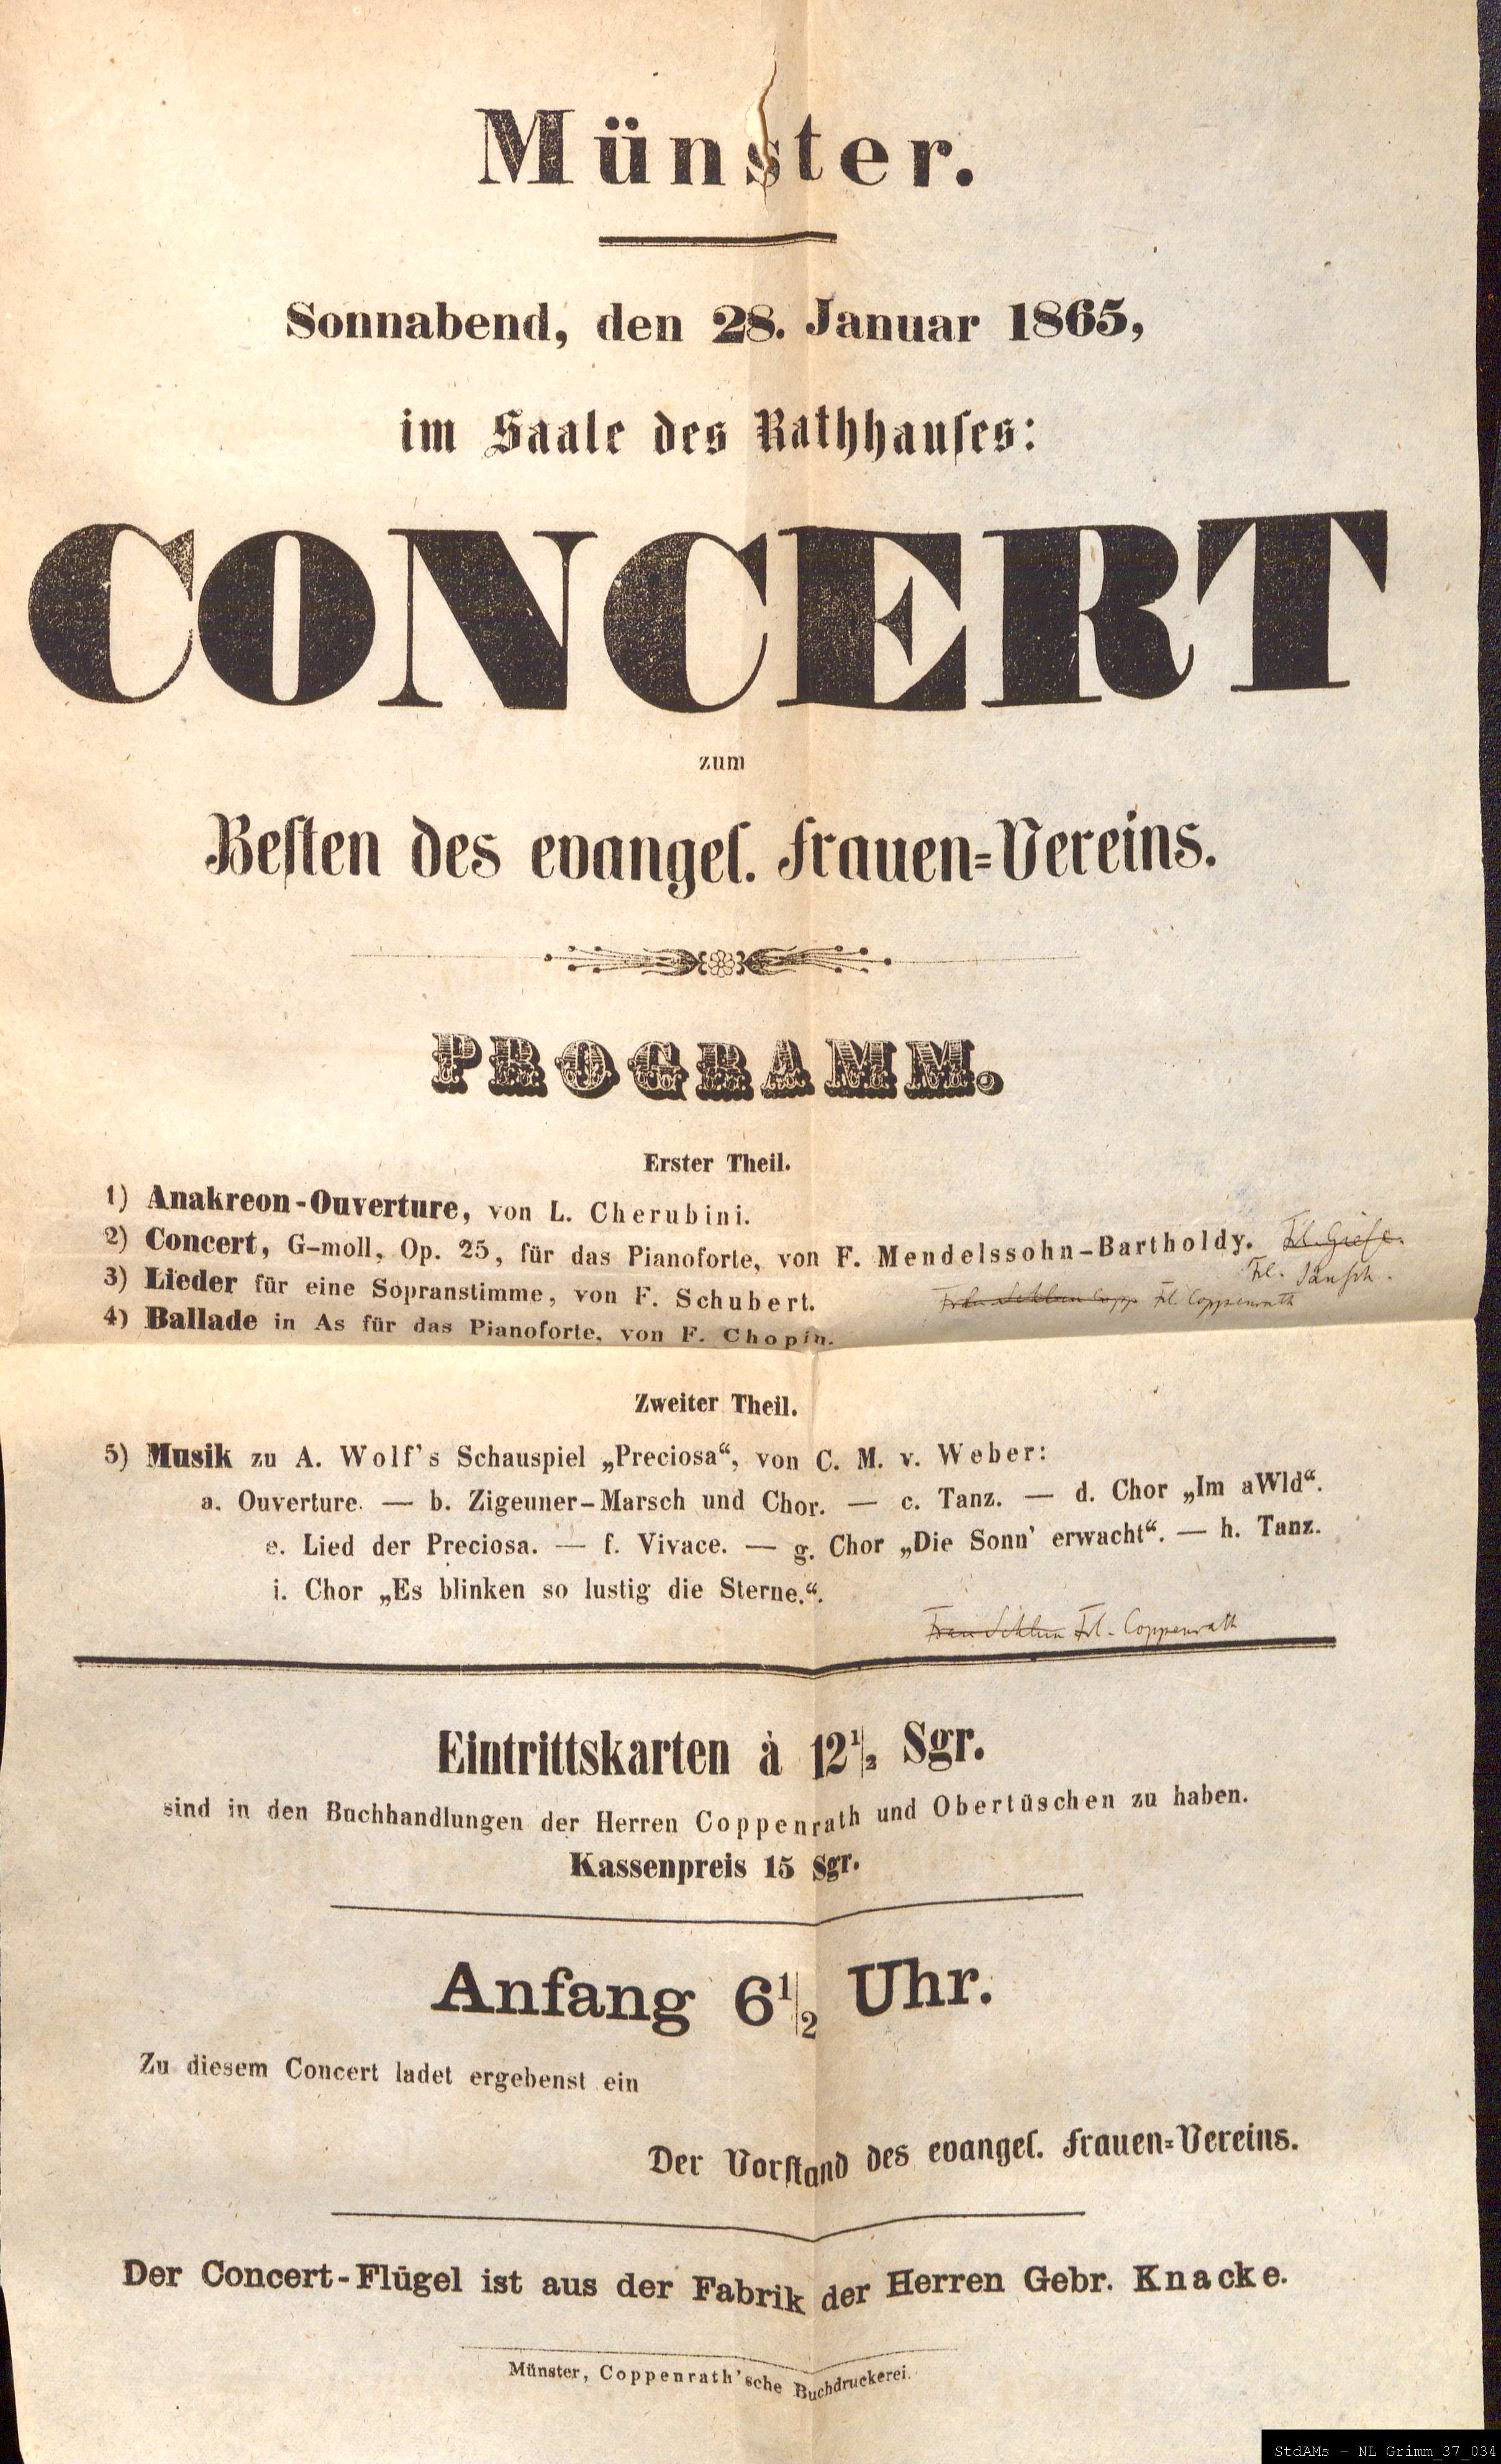 Münster.
Sonnabend, den 28. Januar 1865,
im Saale des Rathhauſes:
CONCERT
zum
Beſten des evangel. Frauen=Vereins.
PROGRAMM.
Erster Theil.
1) Anakreon-Ouverture, von L. Cherubini.
2) Concert, G-moll, Op. 25, für das Pianoforte, von F. Mendelssohn-Bartholdy.
Frl.
3) Lieder für eine Sopranstimme, von F. Schubert. Frl. Coppenrath
4) Ballade in As für das Pianoforte, von F. Chopin.
Zweiter Theil.
5) Musik zu A. Wolf's Schauspiel „Preciosa“, von C. M. v. Weber:
a. Ouverture. — b. Zigeuner-Marsch und Chor. — c. Tanz. — d. Chor „Im aWld“.
e. Lied der Preciosa. — f. Vivace. — g. Chor „Die Sonn' erwacht“. — h. Tanz.
i. Chor „Es blinken so lustig die Sterne.“.
Frl. Coppenrath
Eintrittskarten à 12½ Sgr.
sind in den Buchhandlungen der Herren Coppenrath und Obertüschen zu haben.
Kassenpreis 15 Sgr.
Anfang 6½ Uhr.
Zu diesem Concert ladet ergebenst ein
Der Vorſtand des evangel. Frauen=Vereins.
Der Concert-Flügel ist aus der Fabrik der Herren Gebr. Knacke.
Münster, Coppenrath'sche Buchdruckerei.
StdAMs - NL Grimm_37_034